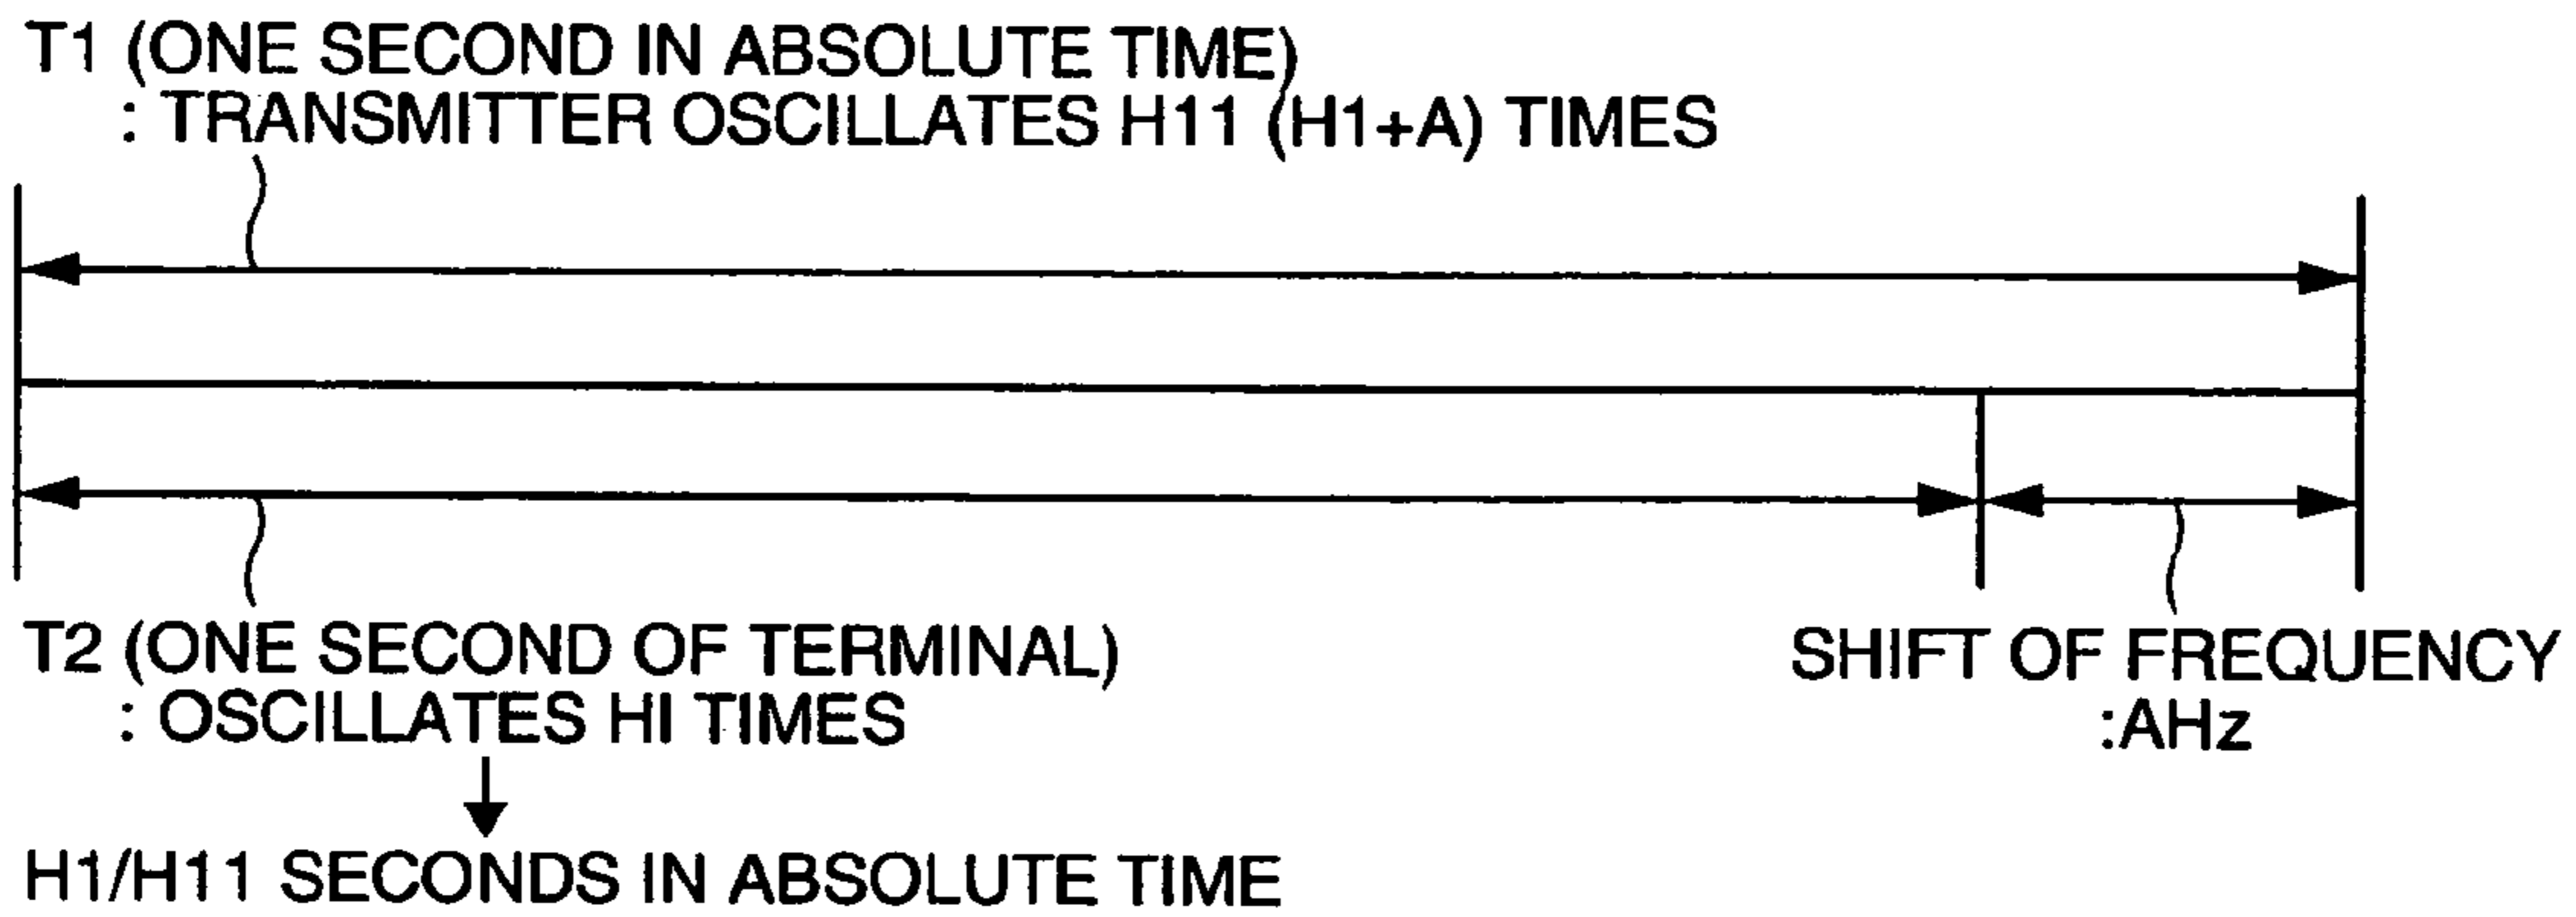 T1 (ONE SECOND IN ABSOLUTE TIME)
: TRANSMITTER OSCILLATES H11 (H1+A) TIMES
T2 (ONE SECOND OF TERMINAL)
: OSCILLATES HI TIMES
SHIFT OF FREQUENCY
:AHz
H1/H11 SECONDS IN ABSOLUTE TIME